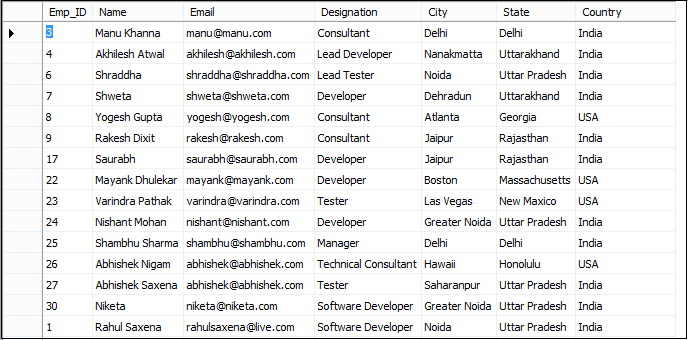 Emp_ID Name Email Designation City State Country
3 Manu Khanna manu@manu.com Consultant Delhi Delhi India
4 Akhilesh Atwal akhilesh@akhilesh.com Lead Developer Nanakmatta Uttarakhand India
6 Shraddha shraddha@shraddha.com Lead Tester Noida Uttar Pradesh India
7 Shweta shweta@shweta.com Developer Dehradun Uttarakhand India
8 Yogesh Gupta yogesh@yogesh.com Consultant Atlanta Georgia USA
9 Rakesh Dixit rakesh@rakesh.com Consultant Jaipur Rajasthan India
17 Saurabh saurabh@saurabh.com Developer Jaipur Rajasthan India
22 Mayank Dhulekar mayank@mayank.com Developer Boston Massachusetts USA
23 Varindra Pathak varindra@varindra.com Tester Las Vegas New Maxico USA
24 Nishant Mohan nishant@nishant.com Developer Greater Noida Uttar Pradesh India
25 Shambhu Sharma shambhu@shambhu.com Manager Delhi Delhi India
26 Abhishek Nigam abhishek@abhishek.com Technical Consultant Hawaii Honolulu USA
27 Abhishek Saxena abhishek@abhishek.com Tester Saharanpur Uttar Pradesh India
30 Niketa niketa@niketa.com Software Developer Greater Noida Uttar Pradesh India
1 Rahul Saxena rahulsaxena@live.com Software Developer Noida Uttar Pradesh India